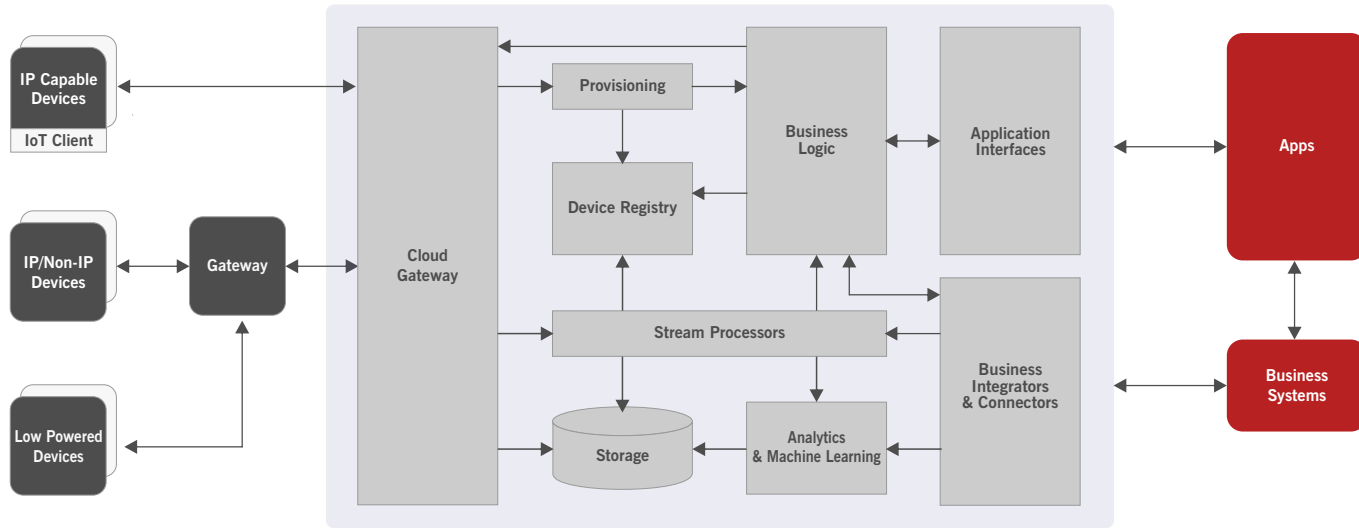 IP Capable
Devices
IoT Client
IP/Non-IP
Devices
Low Powered
Devices
Gateway
Cloud
Gateway
Provisioning
Device Registry
Stream Processors
Storage
Business
Logic
Analytics
& Machine Learning
Application
Interfaces
Business
Integrators
& Connectors
Apps
Business
Systems